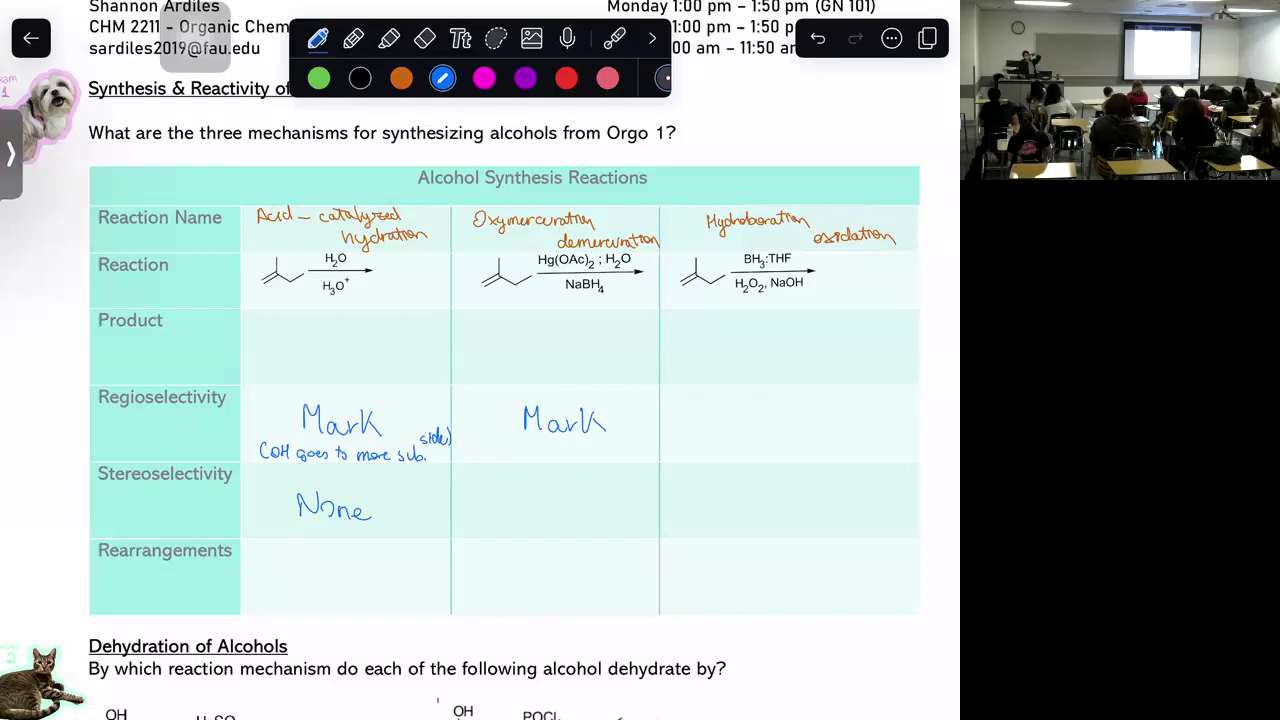 Shannon Ardiles
Monday 1:00 pm – 1:50 pm (GN 101)
CHM 2211 – Organic Chem
1:00 pm – 1:50 pm
sardiles2019@fau.edu
00 am – 11:50 am
Synthesis & Reactivity of
What are the three mechanisms for synthesizing alcohols from Orgo 1?
Alcohol Synthesis Reactions
Reaction Name
Acid – catalyzed hydration
Oxymercuration demercuration
Hydroboration oxidation
Reaction
H2O
H3O+
Hg(OAc)2 ; H2O
NaBH4
BH3:THF
H2O2, NaOH
Product
Regioselectivity
Mark
(OH goes to more sub. side)
Mark
Stereoselectivity
None
Rearrangements
Dehydration of Alcohols
By which reaction mechanism do each of the following alcohol dehydrate by?
OH
H2SO
OH
POCl